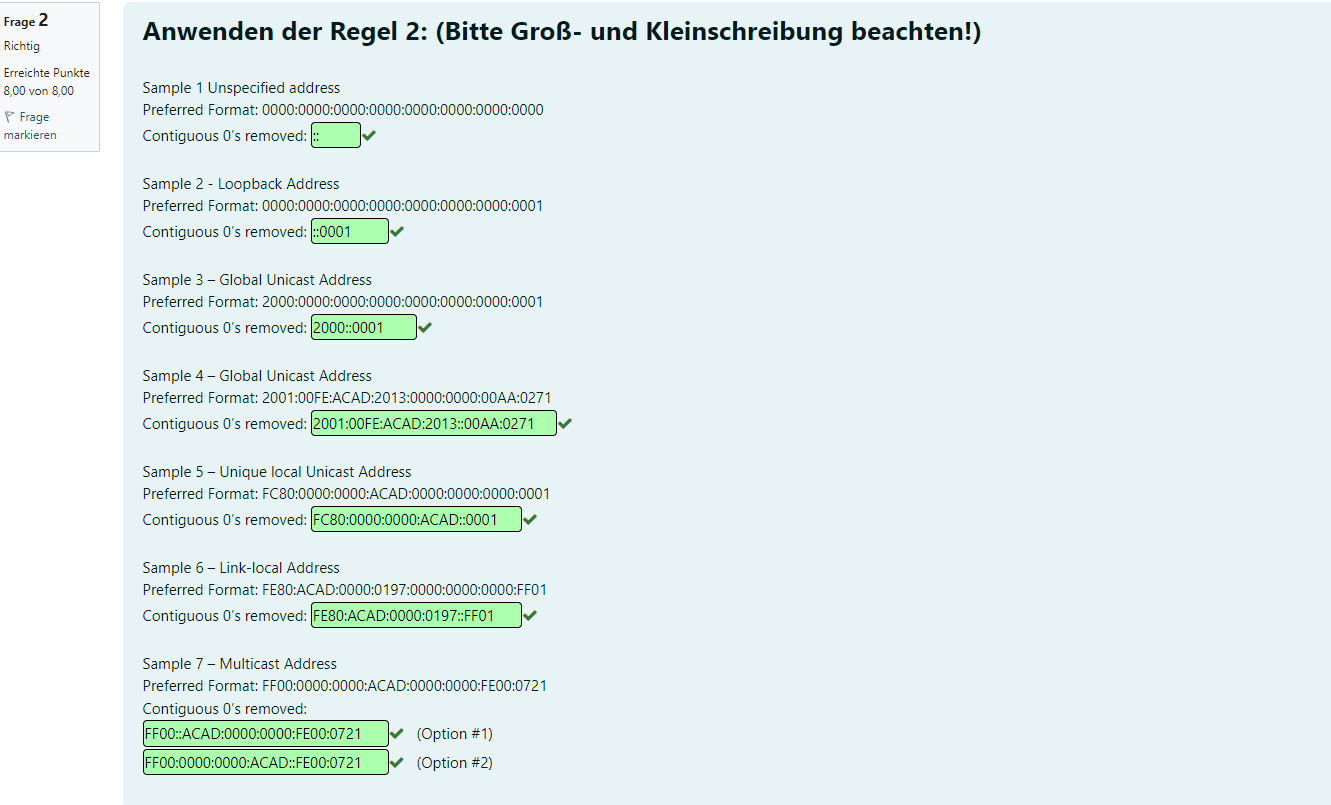 Frage 2
Richtig
Erreichte Punkte
8,00 von 8,00
Frage
markieren
Anwenden der Regel 2: (Bitte Groß- und Kleinschreibung beachten!)
Sample 1 Unspecified address
Preferred Format: 0000:0000:0000:0000:0000:0000:0000:0000
Contiguous 0's removed: ::
Sample 2 - Loopback Address
Preferred Format: 0000:0000:0000:0000:0000:0000:0000:0001
Contiguous 0's removed: ::0001
Sample 3 – Global Unicast Address
Preferred Format: 2000:0000:0000:0000:0000:0000:0000:0001
Contiguous 0's removed: 2000::0001
Sample 4 – Global Unicast Address
Preferred Format: 2001:00FE:ACAD:2013:0000:0000:00AA:0271
Contiguous 0's removed: 2001:00FE:ACAD:2013::00AA:0271
Sample 5 – Unique local Unicast Address
Preferred Format: FC80:0000:0000:ACAD:0000:0000:0000:0001
Contiguous 0's removed: FC80:0000:0000:ACAD::0001
Sample 6 – Link-local Address
Preferred Format: FE80:ACAD:0000:0197:0000:0000:0000:FF01
Contiguous 0's removed: FE80:ACAD:0000:0197::FF01
Sample 7 – Multicast Address
Preferred Format: FF00:0000:0000:ACAD:0000:0000:FE00:0721
Contiguous 0's removed:
FF00::ACAD:0000:0000:FE00:0721 (Option #1)
FF00:0000:0000:ACAD::FE00:0721 (Option #2)